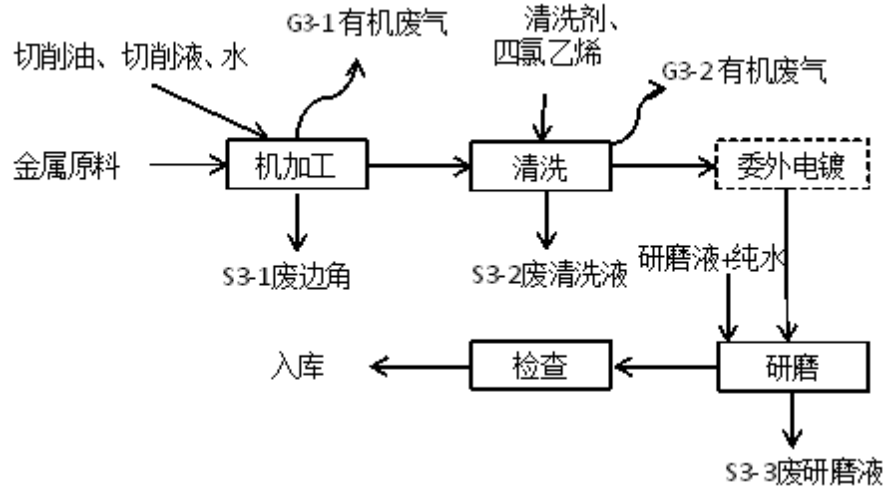 G3-1有机废气
清洗剂、
四氯乙烯
切削油、切削液、水
G3-2有机废气
金属原料
机加工
清洗
委外电镀
S3-1废边角
S3-2废清洗液
研磨液+纯水
入库
检查
研磨
S3-3废研磨液